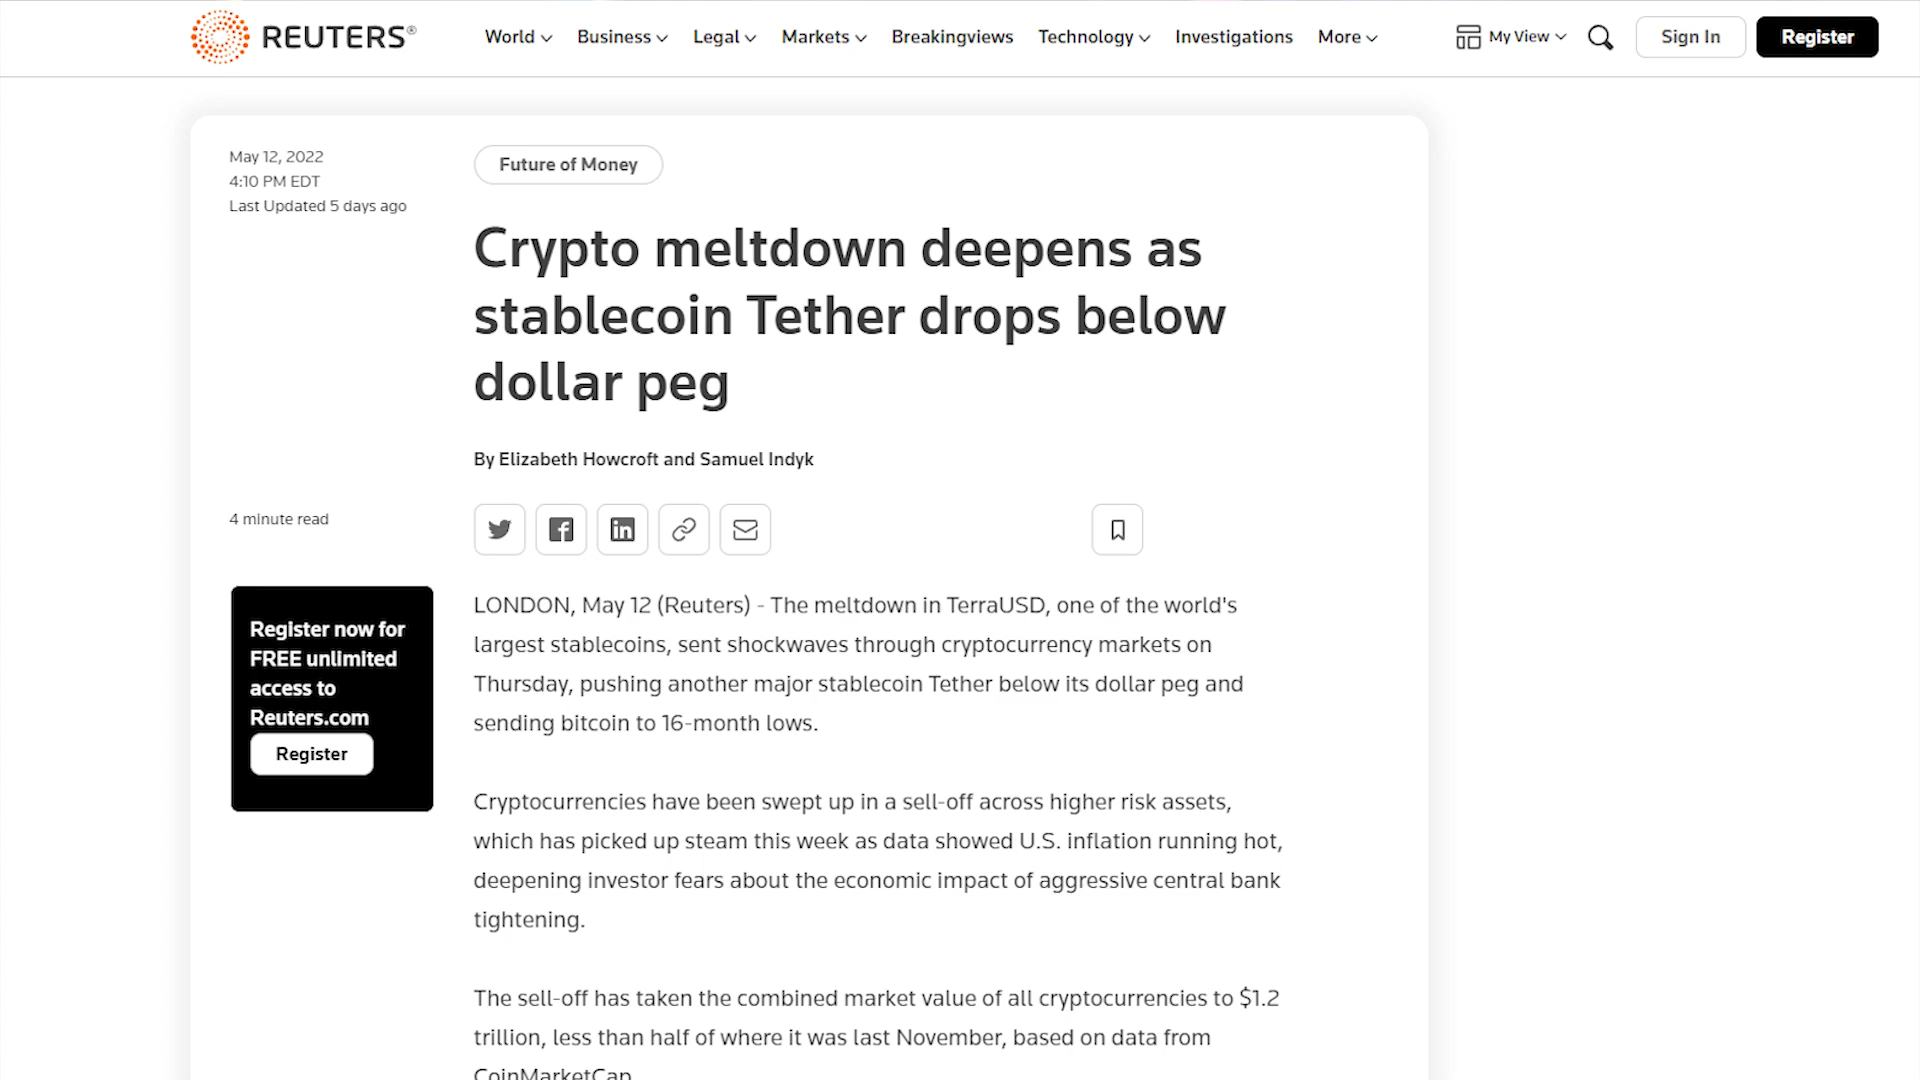 REUTERS®
World
Business
Legal
Markets
Breakingviews
Technology
Investigations
More
My View
Sign In
Register
May 12, 2022
4:10 PM EDT
Last Updated 5 days ago
Future of Money
Crypto meltdown deepens as
stablecoin Tether drops below
dollar peg
By Elizabeth Howcroft and Samuel Indyk
4 minute read
Register now for
FREE unlimited
access to
Reuters.com
Register
LONDON, May 12 (Reuters) - The meltdown in TerraUSD, one of the world's
largest stablecoins, sent shockwaves through cryptocurrency markets on
Thursday, pushing another major stablecoin Tether below its dollar peg and
sending bitcoin to 16-month lows.
Cryptocurrencies have been swept up in a sell-off across higher risk assets,
which has picked up steam this week as data showed U.S. inflation running hot,
deepening investor fears about the economic impact of aggressive central bank
tightening.
The sell-off has taken the combined market value of all cryptocurrencies to $1.2
trillion, less than half of where it was last November, based on data from
CoinMarketCap